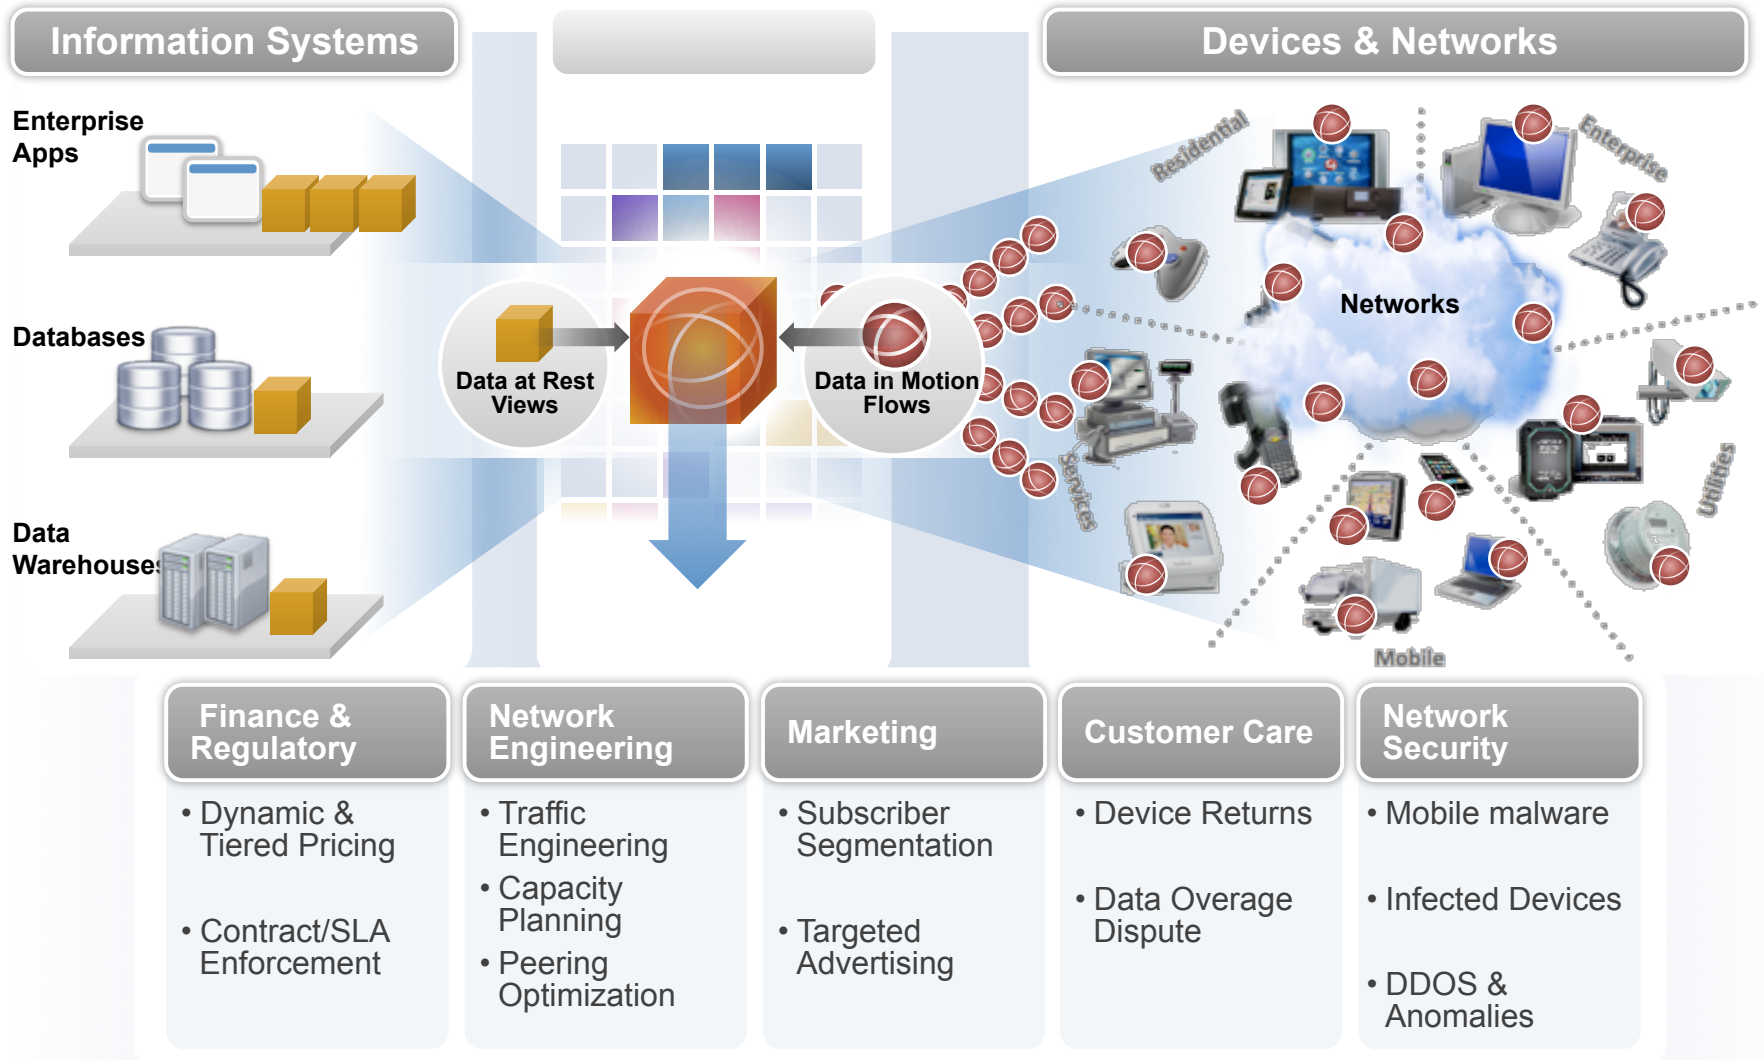 Information Systems
Devices & Networks
Enterprise
Apps
Databases
Data
Warehouses
Data at Rest
Views
Data in Motion
Flows
Residential
Enterprise
Networks
Services
Utilities
Mobile
Finance &
Regulatory
• Dynamic &
Tiered Pricing
• Contract/SLA
Enforcement
Network
Engineering
• Traffic
Engineering
• Capacity
Planning
• Peering
Optimization
Marketing
• Subscriber
Segmentation
• Targeted
Advertising
Customer Care
• Device Returns
• Data Overage
Dispute
Network
Security
• Mobile malware
• Infected Devices
• DDOS &
Anomalies